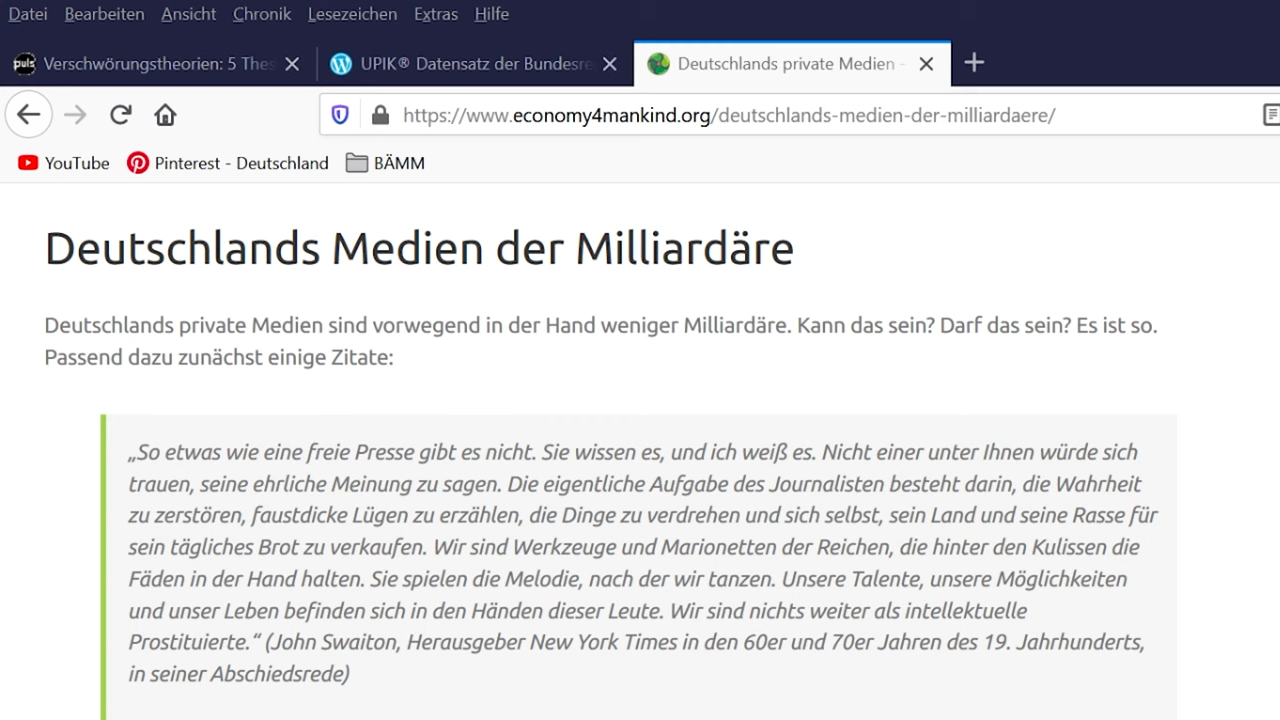 Datei Bearbeiten Ansicht Chronik Lesezeichen Extras Hilfe
puls Verschwörungstheorien: 5 Thes
UPIK® Datensatz der Bundesre
Deutschlands private Medien -
https://www.economy4mankind.org/deutschlands-medien-der-milliardaere/
YouTube Pinterest - Deutschland BÄMM
Deutschlands Medien der Milliardäre
Deutschlands private Medien sind vorwegend in der Hand weniger Milliardäre. Kann das sein? Darf das sein? Es ist so.
Passend dazu zunächst einige Zitate:
„So etwas wie eine freie Presse gibt es nicht. Sie wissen es, und ich weiß es. Nicht einer unter Ihnen würde sich
trauen, seine ehrliche Meinung zu sagen. Die eigentliche Aufgabe des Journalisten besteht darin, die Wahrheit
zu zerstören, faustdicke Lügen zu erzählen, die Dinge zu verdrehen und sich selbst, sein Land und seine Rasse für
sein tägliches Brot zu verkaufen. Wir sind Werkzeuge und Marionetten der Reichen, die hinter den Kulissen die
Fäden in der Hand halten. Sie spielen die Melodie, nach der wir tanzen. Unsere Talente, unsere Möglichkeiten
und unser Leben befinden sich in den Händen dieser Leute. Wir sind nichts weiter als intellektuelle
Prostituierte.“ (John Swaiton, Herausgeber New York Times in den 60er und 70er Jahren des 19. Jahrhunderts,
in seiner Abschiedsrede)